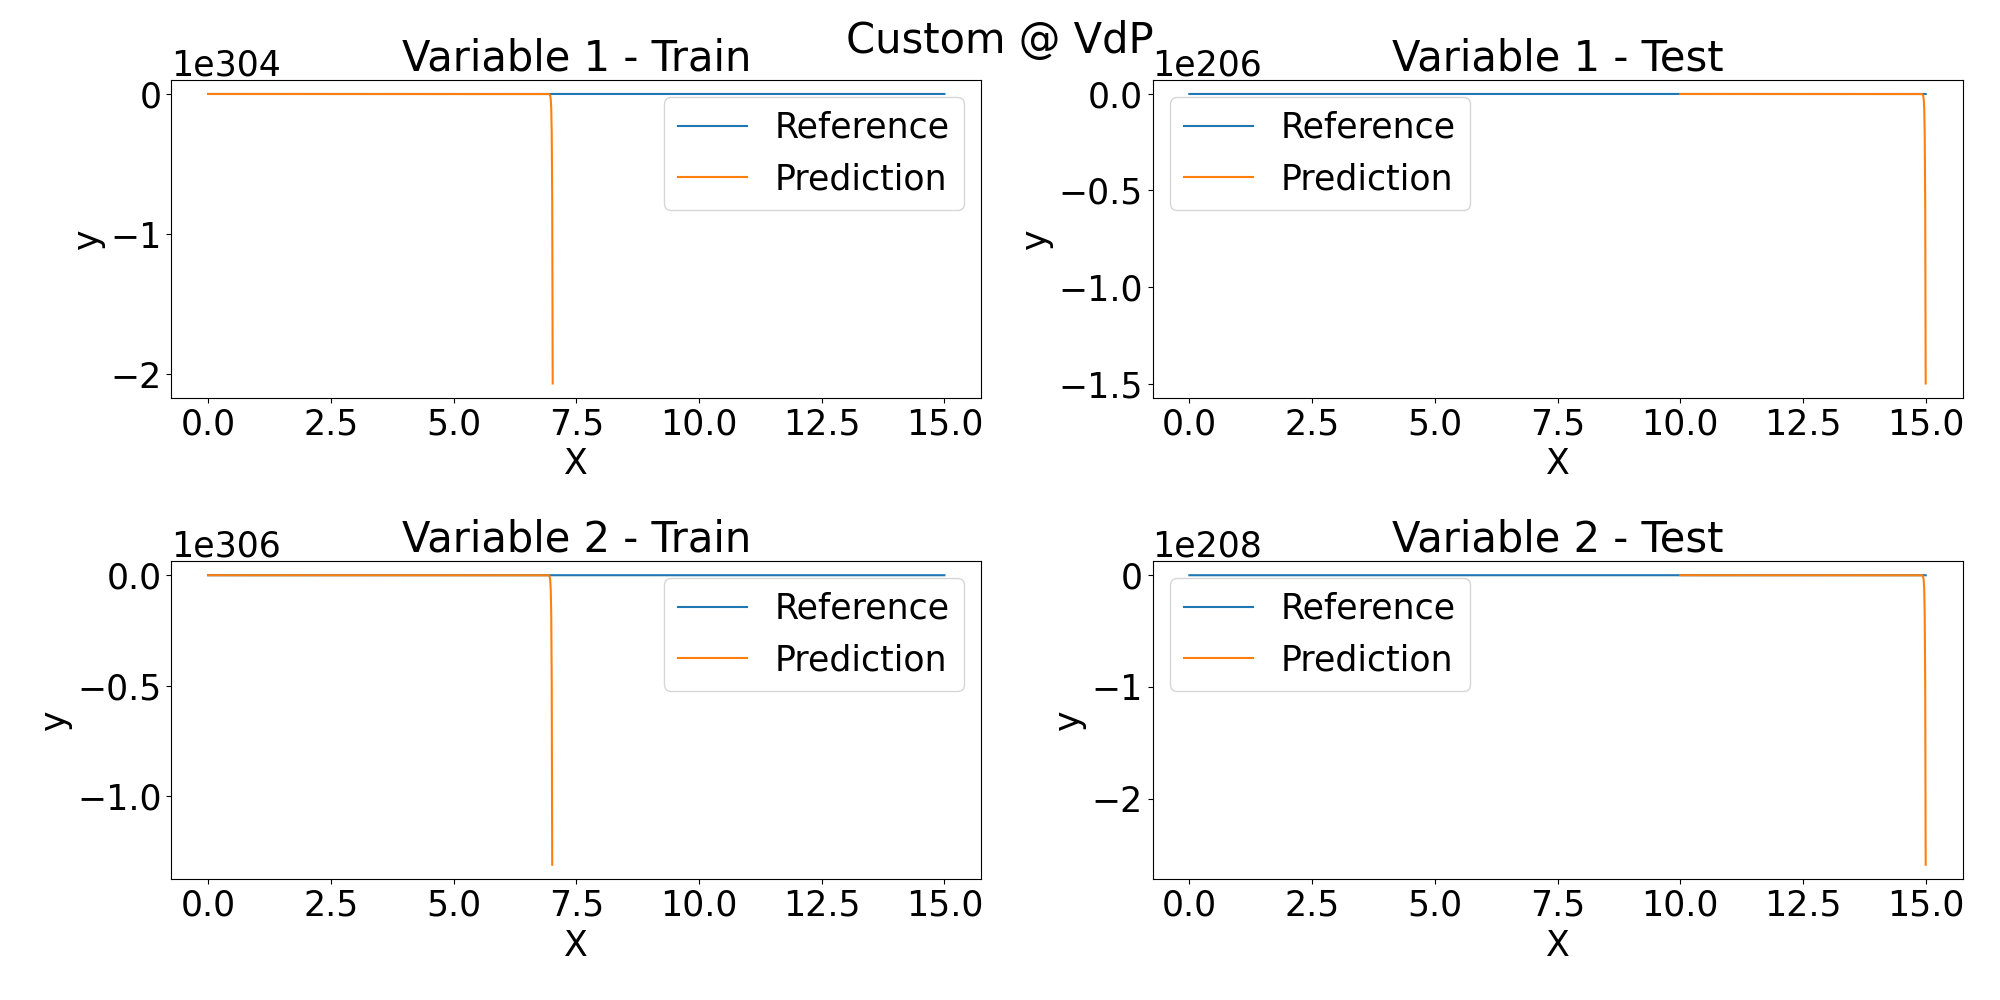 Custom @ VdP
Variable 1 - Train
1e304
0
−1
−2
y
Reference
Prediction
0.0 2.5 5.0 7.5 10.0 12.5 15.0
X
Variable 1 - Test
1e206
0.0
−0.5
−1.0
−1.5
y
Reference
Prediction
0.0 2.5 5.0 7.5 10.0 12.5 15.0
X
Variable 2 - Train
1e306
0.0
−0.5
−1.0
y
Reference
Prediction
0.0 2.5 5.0 7.5 10.0 12.5 15.0
X
Variable 2 - Test
1e208
0
−1
−2
y
Reference
Prediction
0.0 2.5 5.0 7.5 10.0 12.5 15.0
X